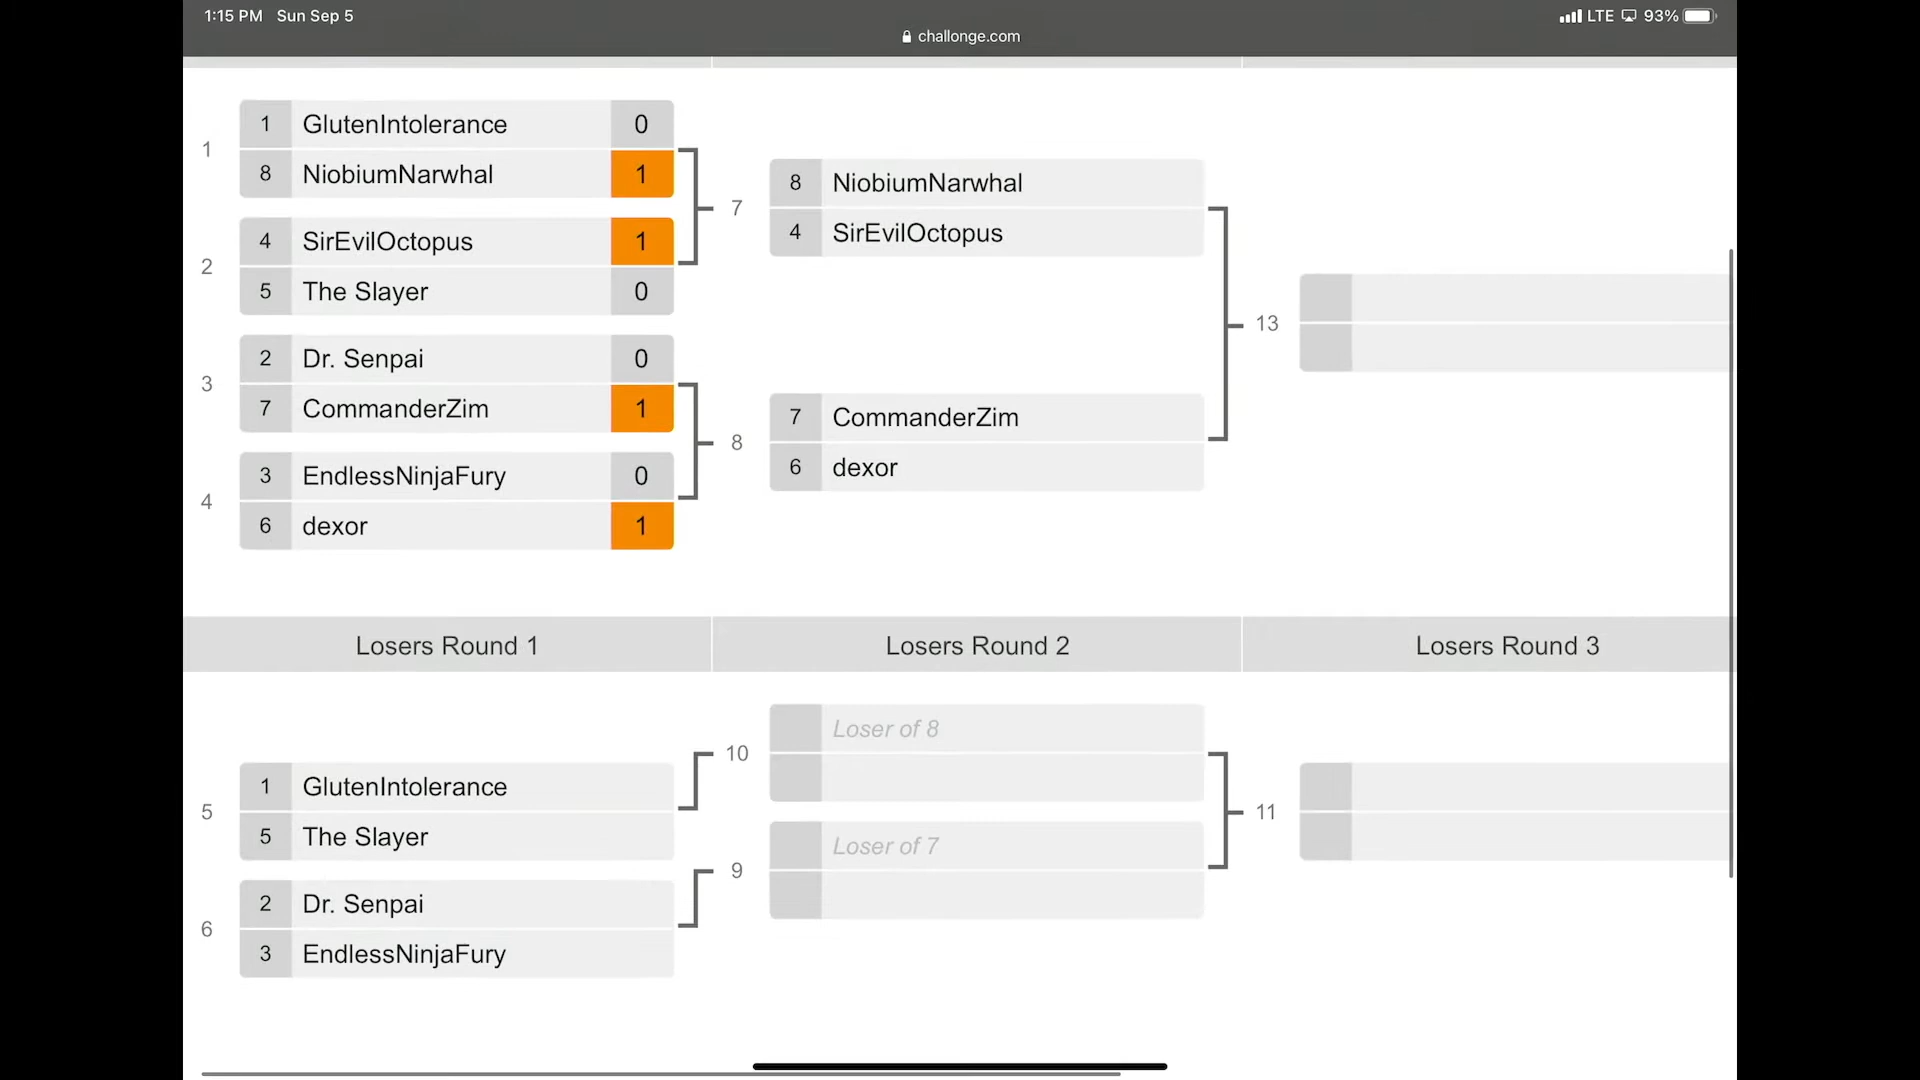 1:15 PM Sun Sep 5
LTE 93%
challonge.com
1
1 GlutenIntolerance 0
8 NiobiumNarwhal 1
2
4 SirEvilOctopus 1
5 The Slayer 0
3
2 Dr. Senpai 0
7 CommanderZim 1
4
3 EndlessNinjaFury 0
6 dexor 1
7
8 NiobiumNarwhal
4 SirEvilOctopus
8
7 CommanderZim
6 dexor
13
Losers Round 1
Losers Round 2
Losers Round 3
5
1 GlutenIntolerance
5 The Slayer
6
2 Dr. Senpai
3 EndlessNinjaFury
10
Loser of 8
9
Loser of 7
11